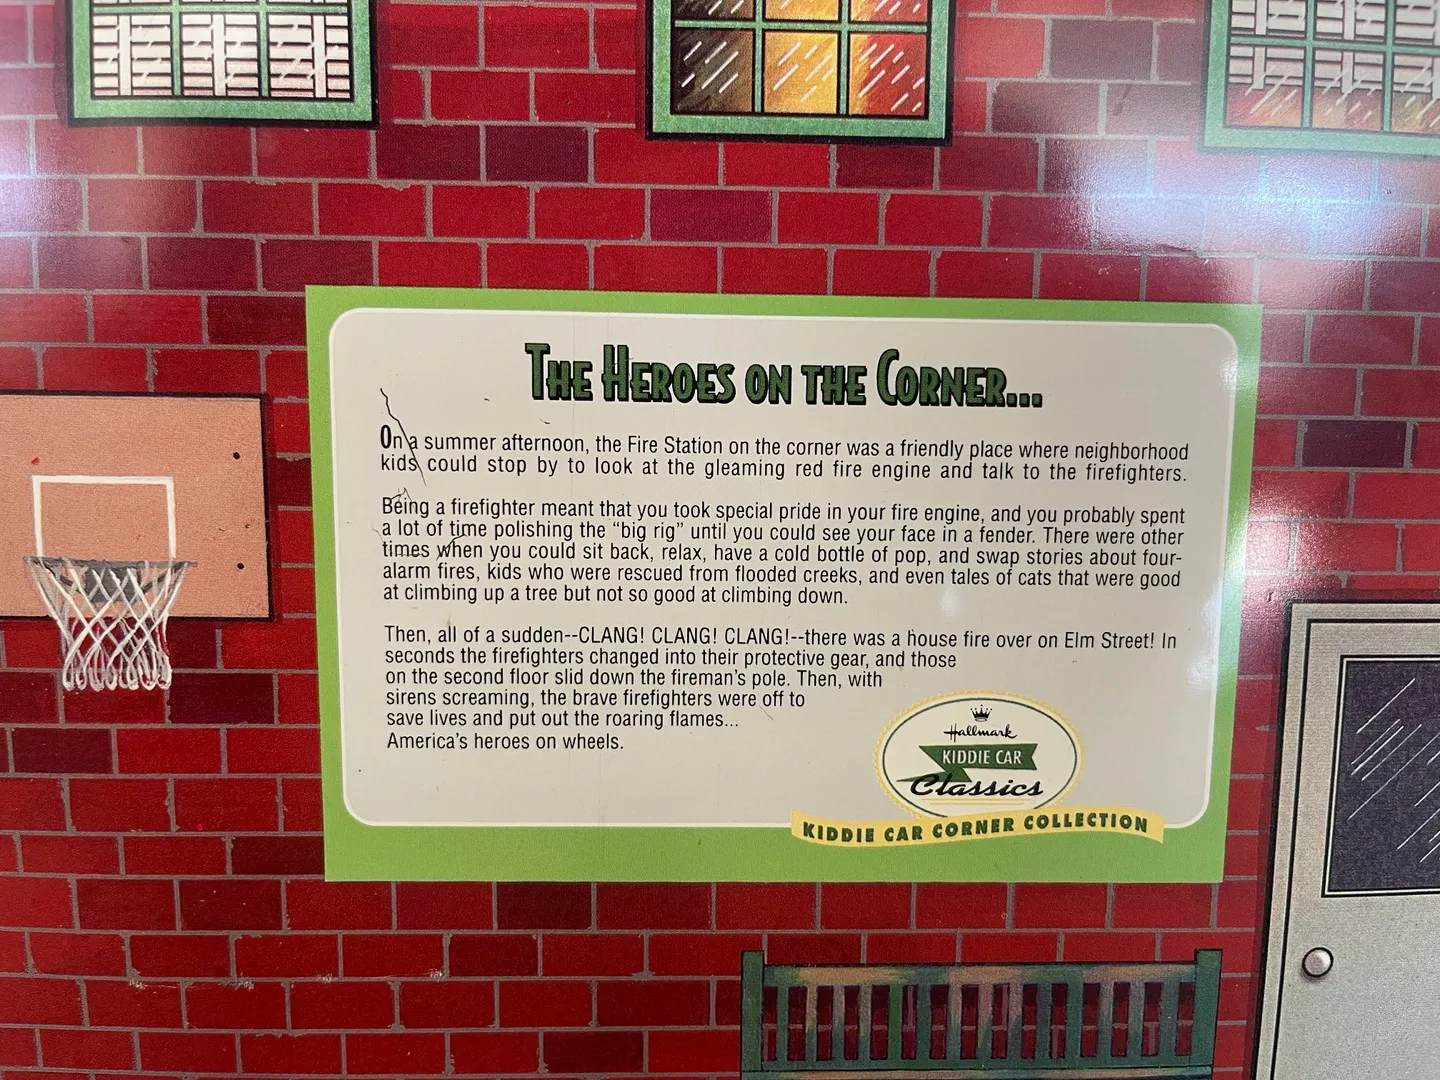 The Heroes on the Corner...
On a summer afternoon, the Fire Station on the corner was a friendly place where neighborhood
kids could stop by to look at the gleaming red fire engine and talk to the firefighters.
Being a firefighter meant that you took special pride in your fire engine, and you probably spent
a lot of time polishing the “big rig” until you could see your face in a fender. There were other
times when you could sit back, relax, have a cold bottle of pop, and swap stories about four-
alarm fires, kids who were rescued from flooded creeks, and even tales of cats that were good
at climbing up a tree but not so good at climbing down.
Then, all of a sudden--CLANG! CLANG! CLANG!--there was a house fire over on Elm Street! In
seconds the firefighters changed into their protective gear, and those
on the second floor slid down the fireman's pole. Then, with
sirens screaming, the brave firefighters were off to
save lives and put out the roaring flames...
America's heroes on wheels.
Hallmark
KIDDIE CAR
Classics
KIDDIE CAR CORNER COLLECTION